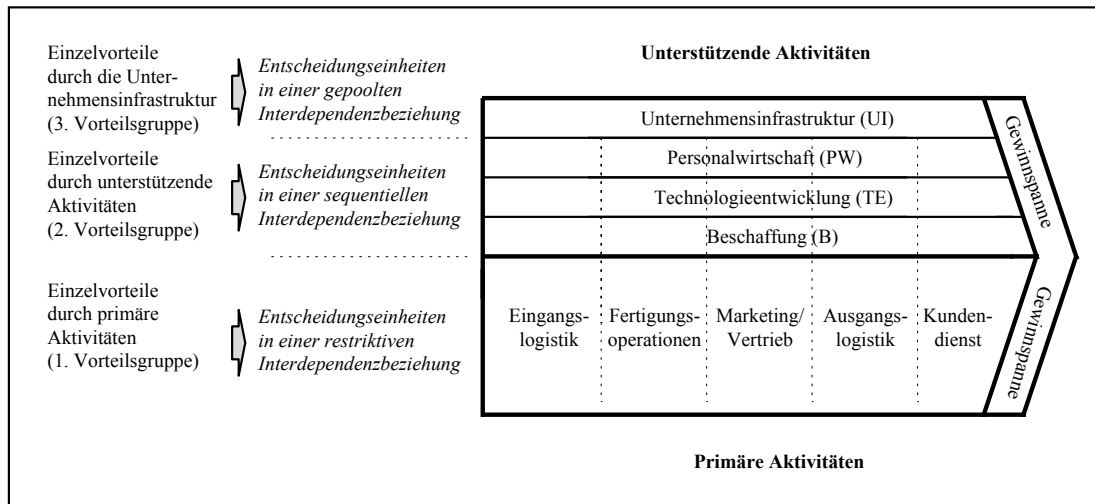 Einzelvorteile
durch die Unter-
nehmensinfrastruktur
(3. Vorteilsgruppe)
Entscheidungseinheiten
in einer gepoolten
Interdependenzbeziehung
Einzelvorteile
durch unterstützende
Aktivitäten
(2. Vorteilsgruppe)
Entscheidungseinheiten
in einer sequentiellen
Interdependenzbeziehung
Einzelvorteile
durch primäre
Aktivitäten
(1. Vorteilsgruppe)
Entscheidungseinheiten
in einer restriktiven
Interdependenzbeziehung
Unterstützende Aktivitäten
Unternehmensinfrastruktur (UI)
Personalwirtschaft (PW)
Technologieentwicklung (TE)
Beschaffung (B)
Eingangs-
logistik
Fertigungs-
operationen
Marketing/
Vertrieb
Ausgangs-
logistik
Kunden-
dienst
Gewinnspanne
Gewinnspanne
Primäre Aktivitäten